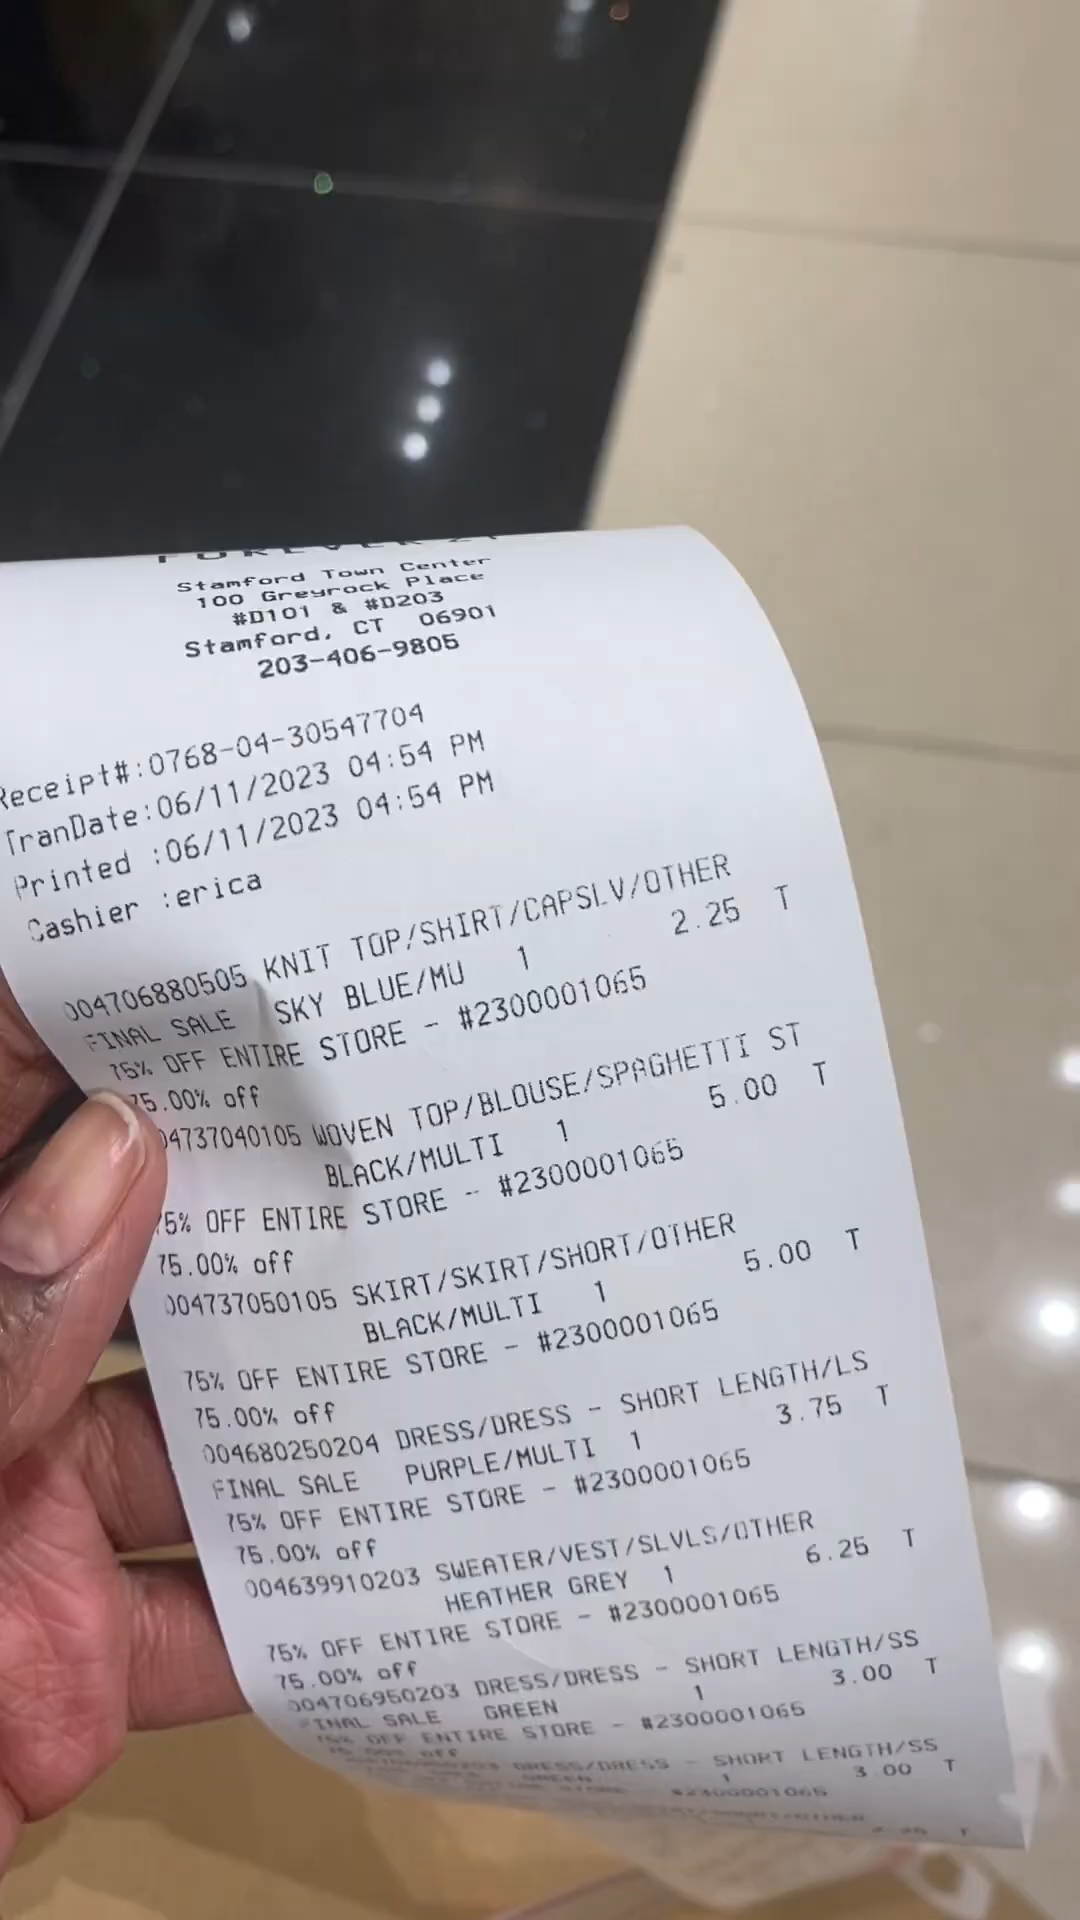 Stamford Town Center
100 Greyrock Place
#D101 & #D203
Stamford, CT 06901
203-406-9805
Receipt#:0768-04-30547704
TranDate:06/11/2023 04:54 PM
Printed :06/11/2023 04:54 PM
Cashier :erica
004706880505 KNIT TOP/SHIRT/CAPSLV/OTHER
FINAL SALE SKY BLUE/MU 1 2.25 T
75% OFF ENTIRE STORE - #2300001065
75.00% off
04737040105 WOVEN TOP/BLOUSE/SPAGHETTI ST
BLACK/MULTI 1 5.00 T
5% OFF ENTIRE STORE - #2300001065
75.00% off
004737050105 SKIRT/SKIRT/SHORT/OTHER
BLACK/MULTI 1 5.00 T
75% OFF ENTIRE STORE - #2300001065
75.00% off
004680250204 DRESS/DRESS - SHORT LENGTH/LS
FINAL SALE PURPLE/MULTI 1 3.75 T
75% OFF ENTIRE STORE - #2300001065
75.00% off
004639910203 SWEATER/VEST/SLVLS/OTHER
HEATHER GREY 1 6.25 T
75% OFF ENTIRE STORE - #2300001065
75.00% off
004706950203 DRESS/DRESS - SHORT LENGTH/SS
FINAL SALE GREEN 1 3.00 T
75% OFF ENTIRE STORE - #2300001065
75.00% off
DRESS/DRESS - SHORT LENGTH/SS
GREEN 1 3.00 T
#2300001065